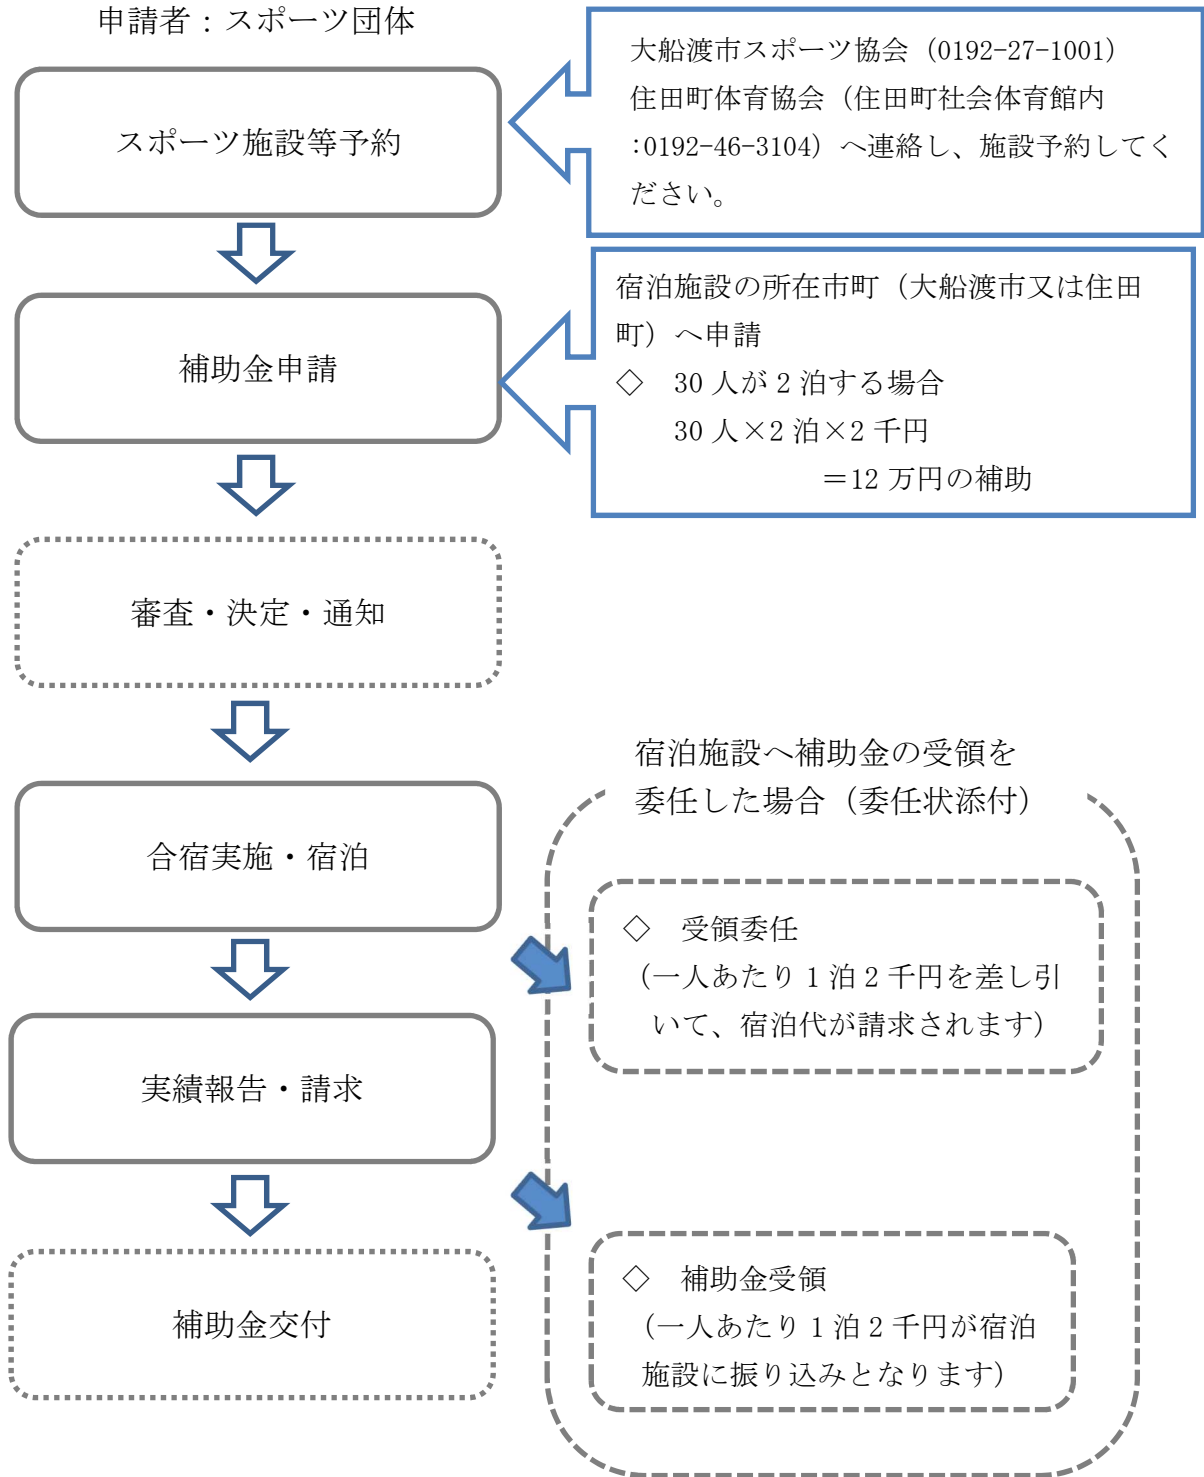 申請者：スポーツ団体
スポーツ施設等予約
大船渡市スポーツ協会（0192-27-1001）
住田町体育協会（住田町社会体育館内
:0192-46-3104）へ連絡し、施設予約してく
ださい。
補助金申請
宿泊施設の所在市町（大船渡市又は住田
町）へ申請
◇　30 人が 2 泊する場合
30 人×2 泊×2 千円
＝12 万円の補助
審査・決定・通知
合宿実施・宿泊
宿泊施設へ補助金の受領を
委任した場合（委任状添付）
◇　受領委任
（一人あたり 1 泊 2 千円を差し引
いて、宿泊代が請求されます）
実績報告・請求
補助金交付
◇　補助金受領
（一人あたり 1 泊 2 千円が宿泊
施設に振り込みとなります）